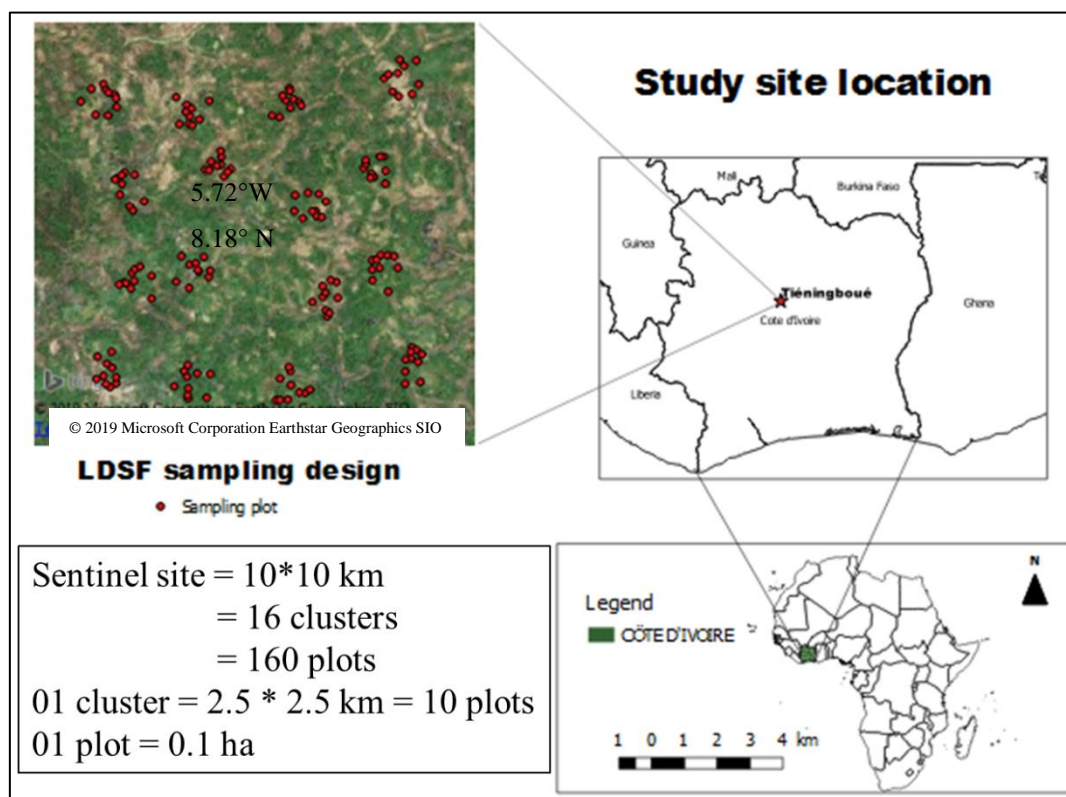 Study site location
5.72°W
8.18° N
© 2019 Microsoft Corporation Earthstar Geographics SIO
LDSF sampling design
Sampling plot
Mali
Burkina Faso
Guinea
Tiéningboué
Cote d'Ivoire
Ghana
Liberia
Sentinel site = 10*10 km
= 16 clusters
= 160 plots
01 cluster = 2.5 * 2.5 km = 10 plots
01 plot = 0.1 ha
Legend
CÖTE D'IVOIRE
N
1 0 1 2 3 4 km